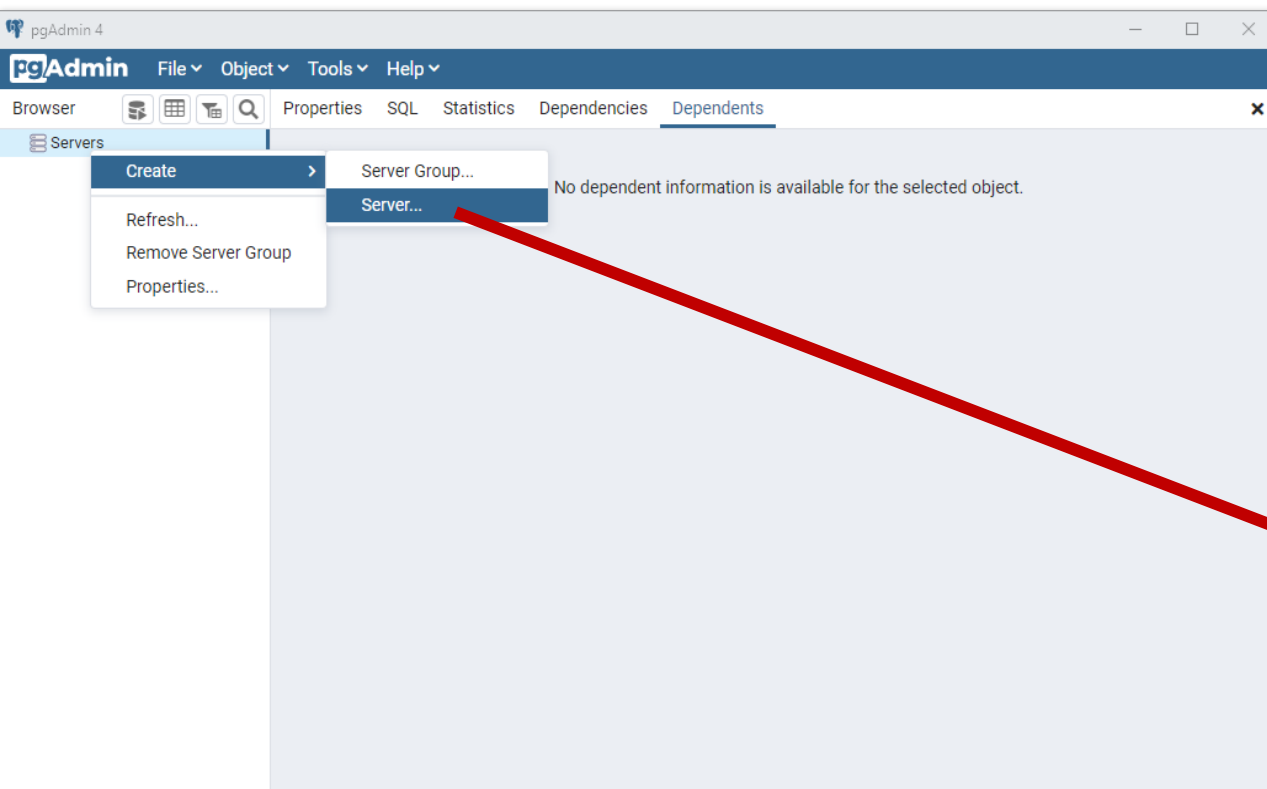 pgAdmin 4
pgAdmin File Object Tools Help
Browser Properties SQL Statistics Dependencies Dependents
Servers
Create Server Group...
No dependent information is available for the selected object.
Server...
Refresh...
Remove Server Group
Properties...